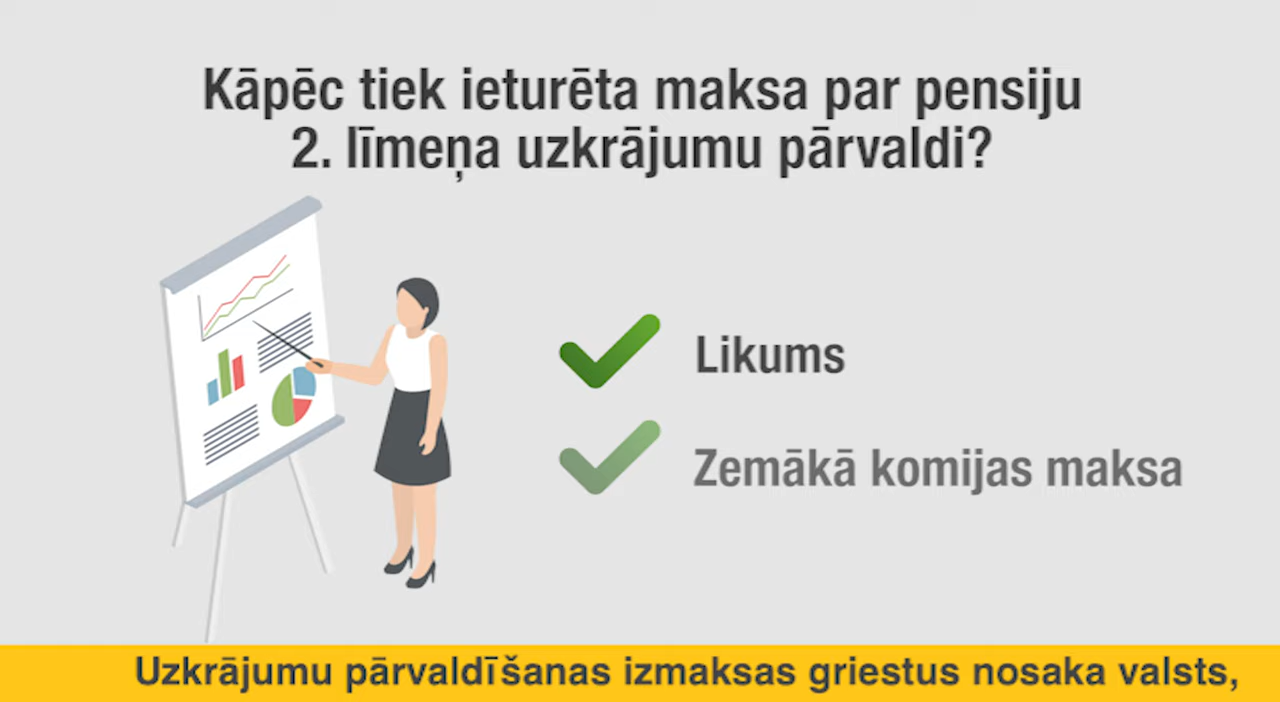 Kāpēc tiek ieturēta maksa par pensiju
2. līmeņa uzkrājumu pārvaldi?
Likums
Zemākā komijas maksa
Uzkrājumu pārvaldīšanas izmaksas griestus nosaka valsts,